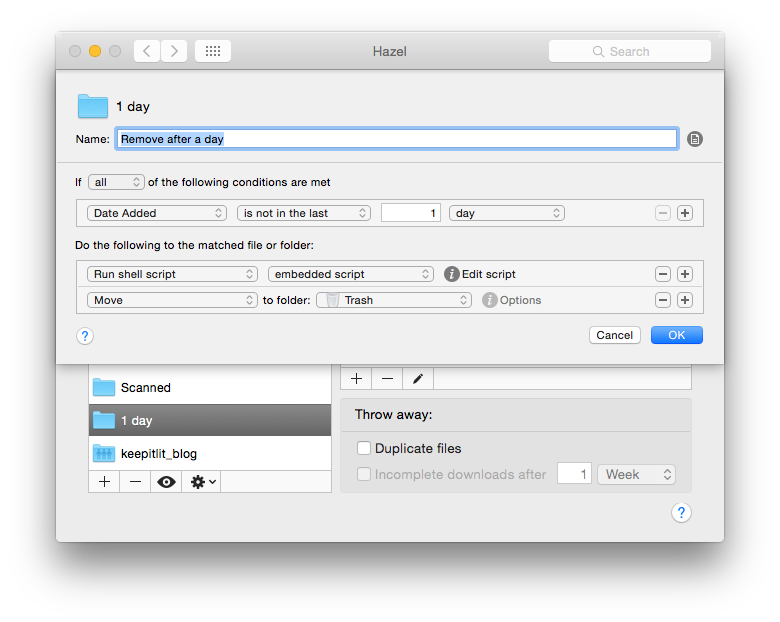 Hazel
Search
1 day
Name: Remove after a day
If all of the following conditions are met
Date Added is not in the last 1 day
Do the following to the matched file or folder:
Run shell script embedded script i Edit script
Move to folder: Trash i Options
? Cancel OK
Scanned
1 day
keepitlit_blog
Throw away:
Duplicate files
Incomplete downloads after 1 Week
?